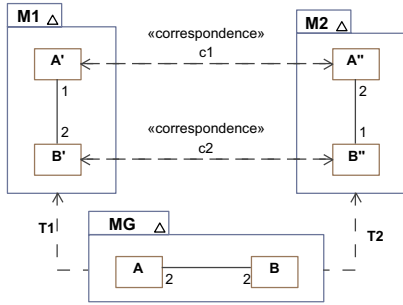 M1 △
M2 △
«correspondence»
c1
A'
A"
1
2
2
1
«correspondence»
c2
B'
B"
T1
T2
MG △
A
B
2
2